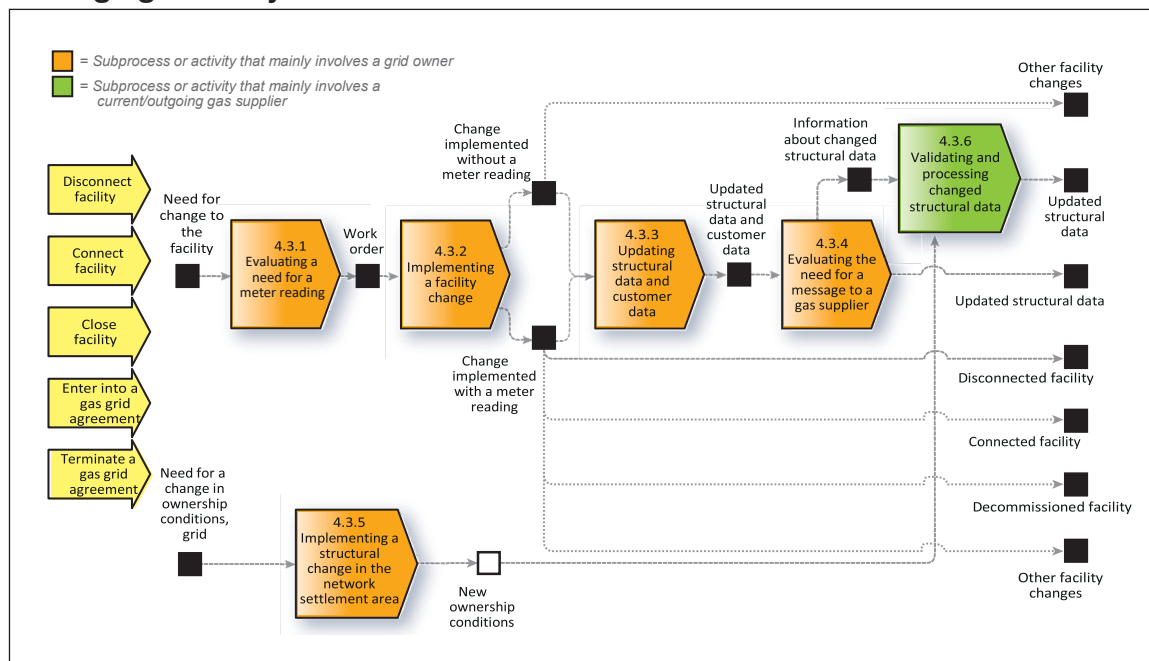 = Subprocess or activity that mainly involves a grid owner
= Subprocess or activity that mainly involves a
current/outgoing gas supplier
Disconnect
facility
Connect
facility
Close
facility
Enter into a
gas grid
agreement
Terminate a
gas grid
agreement
Need for
change to
the
facility
4.3.1
Evaluating a
need for a
meter reading
Work
order
4.3.2
Implementing
a facility
change
Change
implemented
without a
meter reading
Change
implemented
with a meter
reading
4.3.3
Updating
structural
data and
customer
data
Updated
structural
data and
customer
data
4.3.4
Evaluating the
need for a
message to a
gas supplier
Information
about changed
structural data
4.3.6
Validating and
processing
changed
structural data
Other facility
changes
Updated
structural
data
Updated structural data
Disconnected facility
Connected facility
Decommissioned facility
Other facility
changes
Need for a
change in
ownership
conditions,
grid
4.3.5
Implementing a
structural
change in the
network
settlement area
New
ownership
conditions